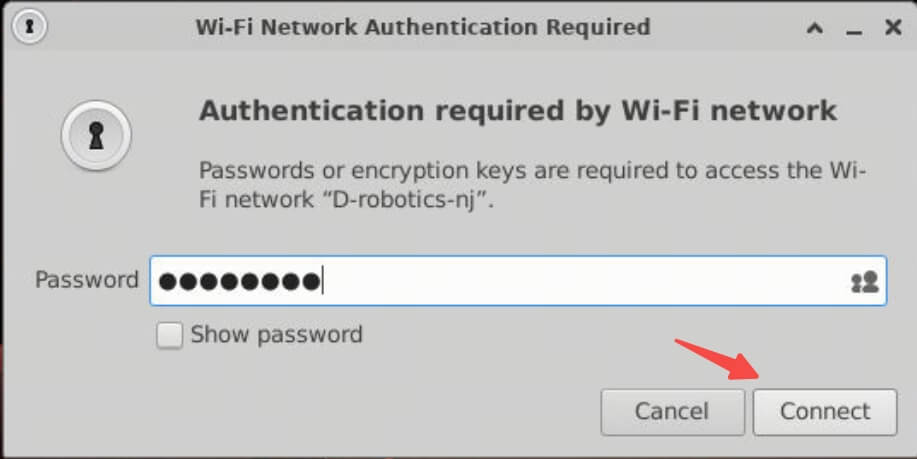 Wi-Fi Network Authentication Required
Authentication required by Wi-Fi network
Passwords or encryption keys are required to access the Wi-
Fi network “D-robotics-nj”.
Password ●●●●●●●●
Show password
Cancel Connect